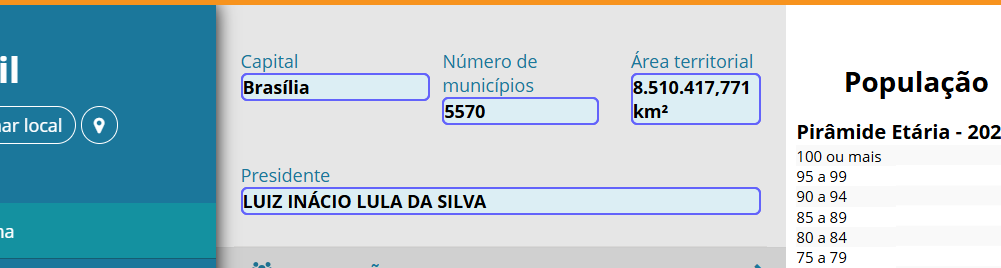 il
ar local
na
Capital
Brasília
Número de
municípios
5570
Área territorial
8.510.417,771
km²
Presidente
LUIZ INÁCIO LULA DA SILVA
População
Pirâmide Etária - 202
100 ou mais
95 a 99
90 a 94
85 a 89
80 a 84
75 a 79